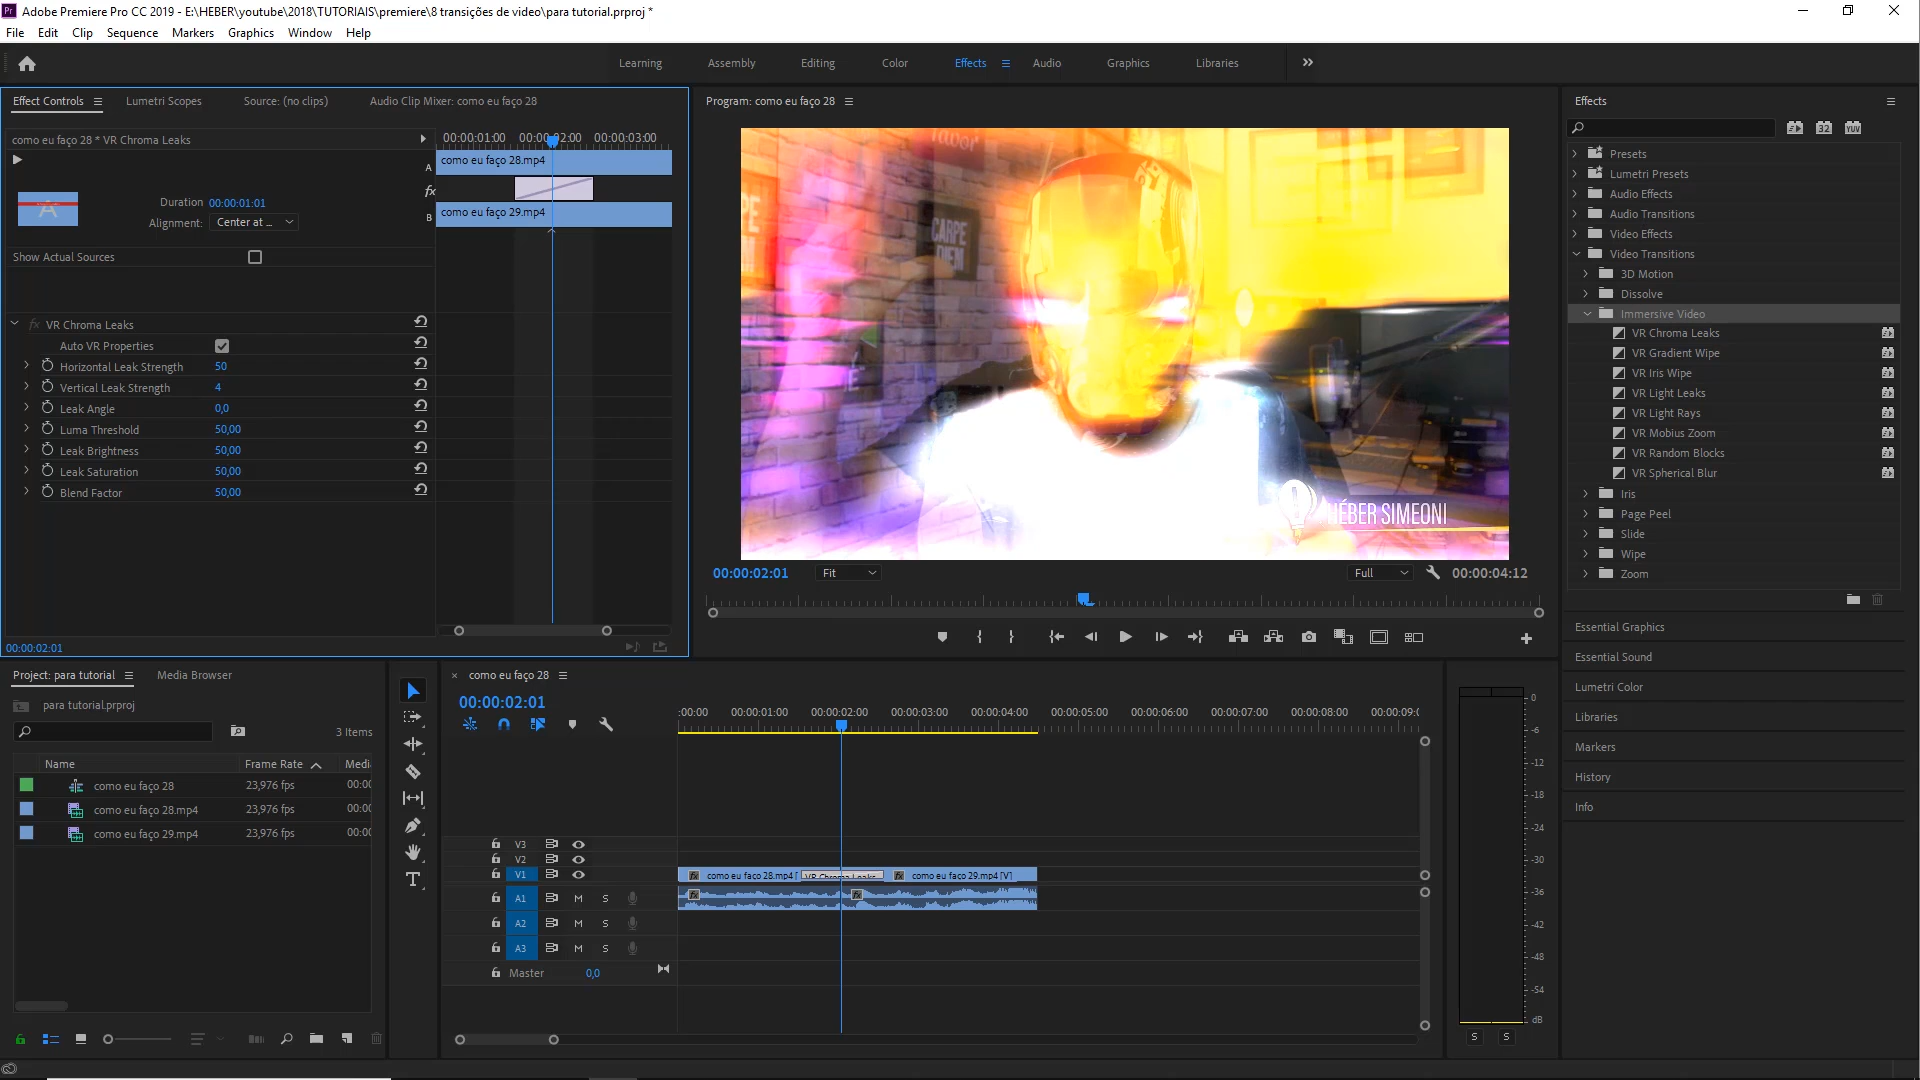 Adobe Premiere Pro CC 2019 - E:\HEBER\youtube\2018\TUTORIAIS\premiere\8 transições de video\para tutorial.prproj *
File Edit Clip Sequence Markers Graphics Window Help
Learning Assembly Editing Color Effects Audio Graphics Libraries
Effect Controls Lumetri Scopes Source: (no clips) Audio Clip Mixer: como eu faço 28
como eu faço 28 * VR Chroma Leaks
00:00:01:00 00:00:02:00 00:00:03:00
A como eu faço 28.mp4
fx
B como eu faço 29.mp4
Duration 00:00:01:01
Alignment: Center at ...
Show Actual Sources
fx VR Chroma Leaks
Auto VR Properties
Horizontal Leak Strength 50
Vertical Leak Strength 4
Leak Angle 0,0
Luma Threshold 50,00
Leak Brightness 50,00
Leak Saturation 50,00
Blend Factor 50,00
00:00:02:01
Program: como eu faço 28
CARPE DIEM
HÉBER SIMEONI
00:00:02:01 Fit Full 00:00:04:12
Effects
32 YUV
Presets
Lumetri Presets
Audio Effects
Audio Transitions
Video Effects
Video Transitions
3D Motion
Dissolve
Immersive Video
VR Chroma Leaks
VR Gradient Wipe
VR Iris Wipe
VR Light Leaks
VR Light Rays
VR Mobius Zoom
VR Random Blocks
VR Spherical Blur
Iris
Page Peel
Slide
Wipe
Zoom
Essential Graphics
Essential Sound
Lumetri Color
Libraries
Markers
History
Info
Project: para tutorial Media Browser
para tutorial.prproj
3 Items
Name Frame Rate Medi
como eu faço 28 23,976 fps 00:00
como eu faço 28.mp4 23,976 fps 00:00
como eu faço 29.mp4 23,976 fps 00:00
× como eu faço 28
00:00:02:01
:00:00 00:00:01:00 00:00:02:00 00:00:03:00 00:00:04:00 00:00:05:00 00:00:06:00 00:00:07:00 00:00:08:00 00:00:09:0
V3
V2
V1 fx como eu faço 28.mp4 [ VR Chroma Leaks fx como eu faço 29.mp4 [V]
A1 M S fx fx
A2 M S
A3 M S
Master 0,0
0
-6
-12
-18
-24
-30
-36
-42
-48
-54
dB
S S